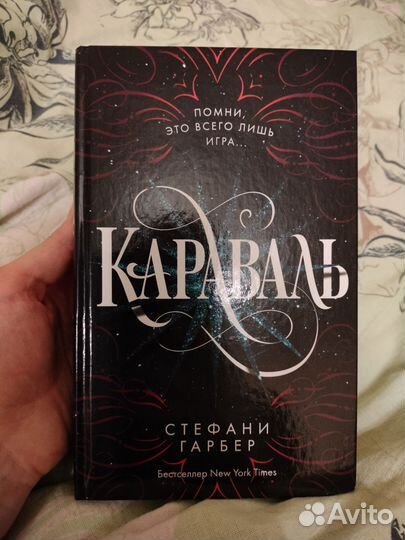 ПОМНИ,
ЭТО ВСЕГО ЛИШЬ
ИГРА...
КАРАВАЛЬ
СТЕФАНИ
ГАРБЕР
Бестселлер New York Times
Avito